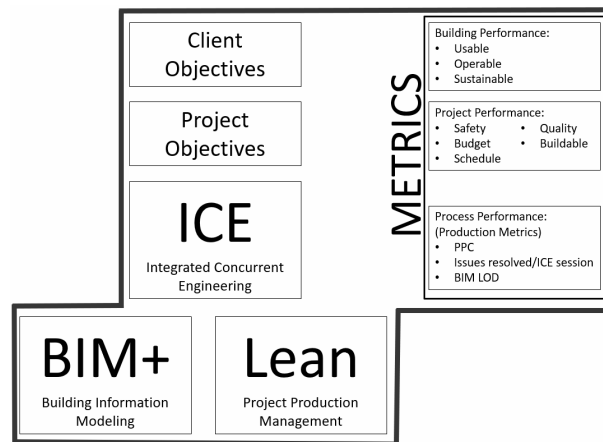 Client
Objectives
Project
Objectives
ICE
Integrated Concurrent
Engineering
BIM+
Building Information
Modeling
Lean
Project Production
Management
METRICS
Building Performance:
• Usable
• Operable
• Sustainable
Project Performance:
• Safety • Quality
• Budget • Buildable
• Schedule
Process Performance:
(Production Metrics)
• PPC
• Issues resolved/ICE session
• BIM LOD